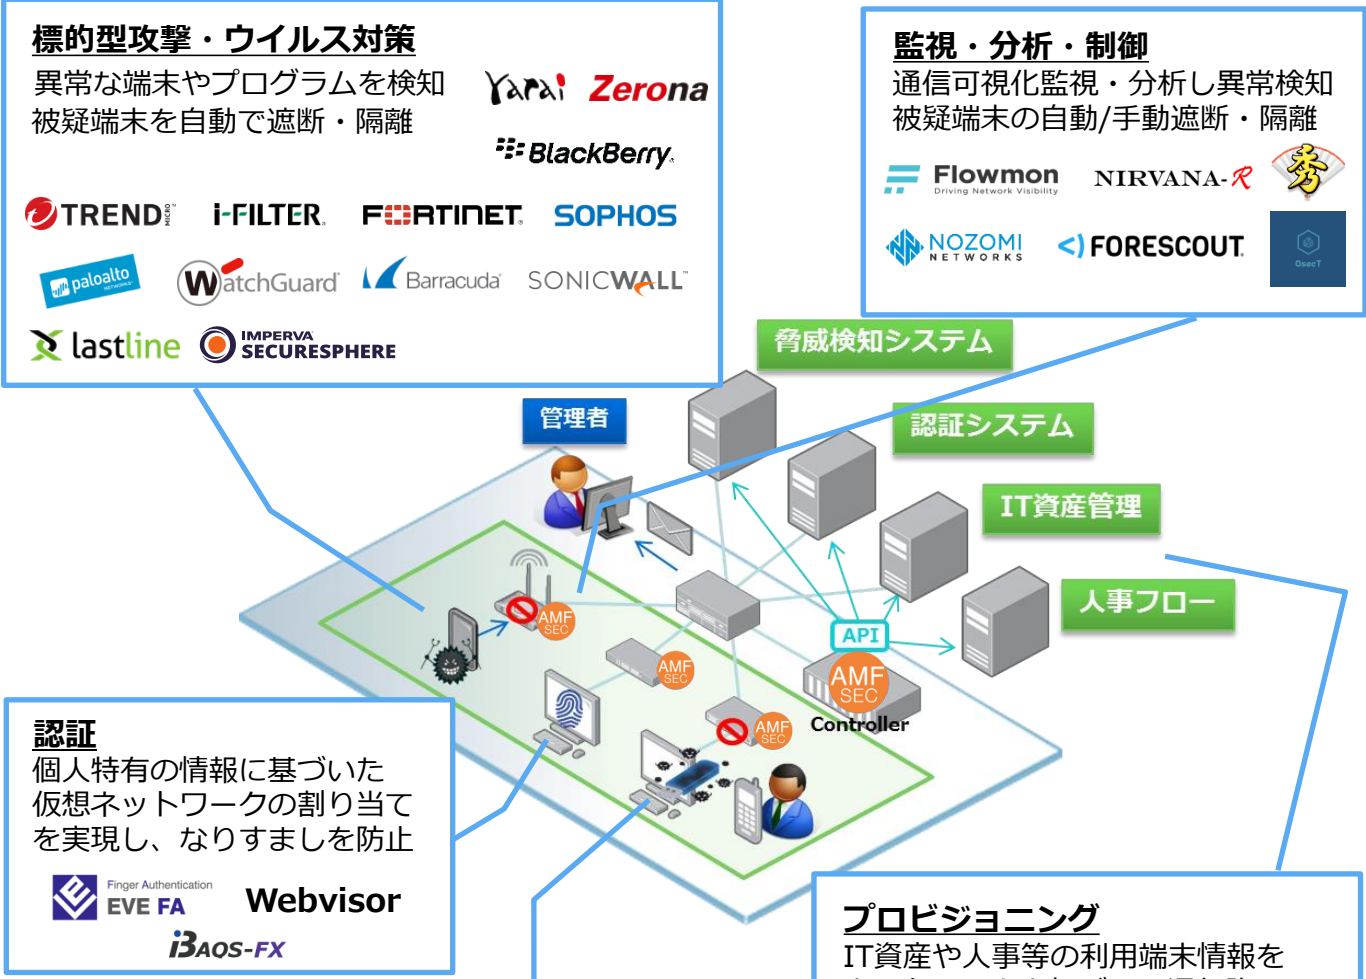 標的型攻撃・ウイルス対策
異常な端末やプログラムを検知
被疑端末を自動で遮断・隔離
Yarai Zerona
BlackBerry
TREND MICRO i-FILTER FORTINET SOPHOS
paloalto NETWORKS WatchGuard Barracuda SONICWALL
lastline IMPERVA SECURESPHERE
監視・分析・制御
通信可視化監視・分析し異常検知
被疑端末の自動/手動遮断・隔離
Flowmon
Driving Network Visibility
NIRVANA-R
秀
NOZOMI NETWORKS
FORESCOUT
OsecT
脅威検知システム
管理者
認証システム
IT資産管理
人事フロー
API
AMF SEC
AMF SEC
AMF SEC
AMF SEC
Controller
認証
個人特有の情報に基づいた
仮想ネットワークの割り当て
を実現し、なりすましを防止
Finger Authentication
EVE FA
Webvisor
iBAQS-FX
プロビジョニング
IT資産や人事等の利用端末情報を